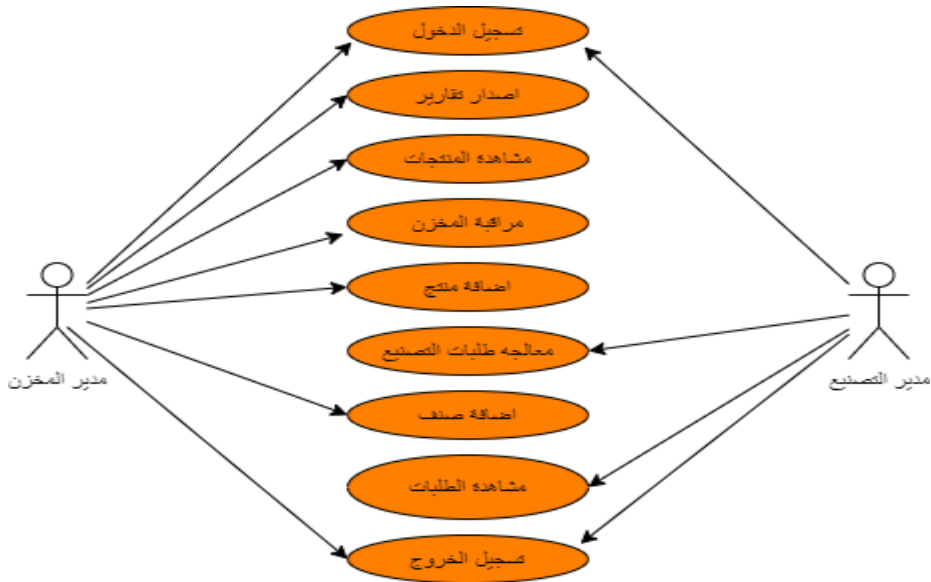 تسجيل الدخول
اصدار تقارير
مشاهده المنتجات
مراقبة المخزن
اضافة منتج
معالجه طلبات التصنيع
مدير المخزن
مدير التصنيع
اضافة صنف
مشاهده الطلبات
تسجيل الخروج